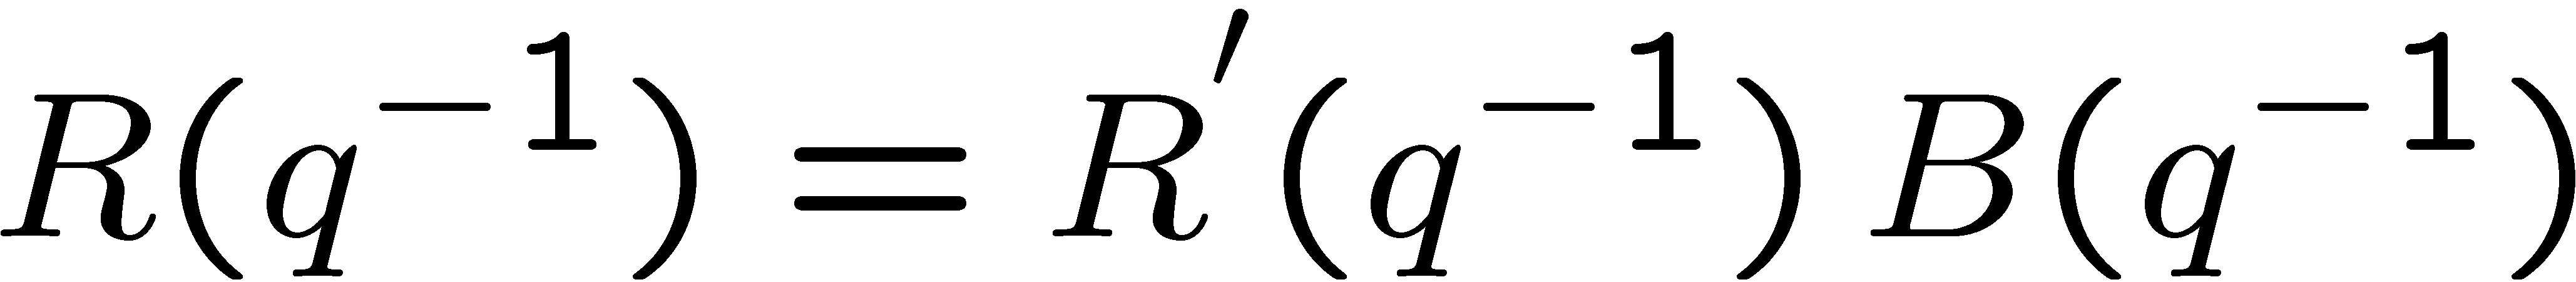 R(q⁻¹) = R′(q⁻¹)B(q⁻¹)